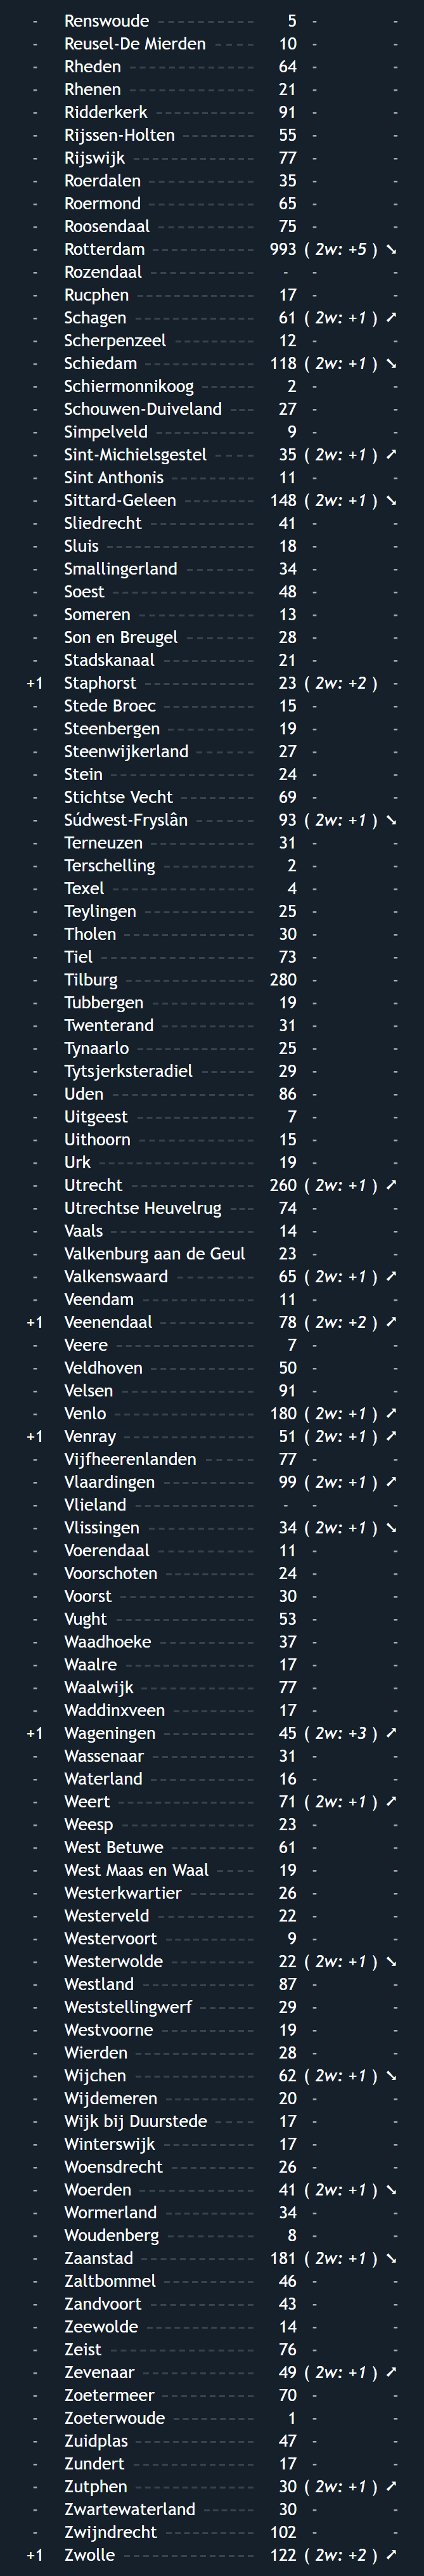 - Renswoude ---------- 5 - -
- Reusel-De Mierden ---- 10 - -
- Rheden ------------- 64 - -
- Rhenen ------------- 21 - -
- Ridderkerk ---------- 91 - -
- Rijssen-Holten -------- 55 - -
- Rijswijk ------------ 77 - -
- Roerdalen ----------- 35 - -
- Roermond ----------- 65 - -
- Roosendaal ---------- 75 - -
- Rotterdam ----------- 993 ( 2w: +5 ) ➘
- Rozendaal ----------- - - -
- Rucphen ------------ 17 - -
- Schagen ------------ 61 ( 2w: +1 ) ➚
- Scherpenzeel --------- 12 - -
- Schiedam ----------- 118 ( 2w: +1 ) ➘
- Schiermonnikoog ------ 2 - -
- Schouwen-Duiveland --- 27 - -
- Simpelveld ---------- 9 - -
- Sint-Michielsgestel ---- 35 ( 2w: +1 ) ➚
- Sint Anthonis --------- 11 - -
- Sittard-Geleen -------- 148 ( 2w: +1 ) ➘
- Sliedrecht ----------- 41 - -
- Sluis --------------- 18 - -
- Smallingerland ------- 34 - -
- Soest -------------- 48 - -
- Someren ------------ 13 - -
- Son en Breugel ------- 28 - -
- Stadskanaal ---------- 21 - -
+1 Staphorst ----------- 23 ( 2w: +2 ) -
- Stede Broec ---------- 15 - -
- Steenbergen --------- 19 - -
- Steenwijkerland ------ 27 - -
- Stein -------------- 24 - -
- Stichtse Vecht -------- 69 - -
- Súdwest-Fryslân ------ 93 ( 2w: +1 ) ➘
- Terneuzen ----------- 31 - -
- Terschelling ---------- 2 - -
- Texel -------------- 4 - -
- Teylingen ----------- 25 - -
- Tholen ------------- 30 - -
- Tiel --------------- 73 - -
- Tilburg ------------- 280 - -
- Tubbergen ----------- 19 - -
- Twenterand ---------- 31 - -
- Tynaarlo ------------ 25 - -
- Tytsjerksteradiel ------ 29 - -
- Uden -------------- 86 - -
- Uitgeest ------------ 7 - -
- Uithoorn ------------ 15 - -
- Urk --------------- 19 - -
- Utrecht ------------- 260 ( 2w: +1 ) ➚
- Utrechtse Heuvelrug --- 74 - -
- Vaals -------------- 14 - -
- Valkenburg aan de Geul 23 - -
- Valkenswaard -------- 65 ( 2w: +1 ) ➚
- Veendam ------------ 11 - -
+1 Veenendaal ---------- 78 ( 2w: +2 ) ➚
- Veere -------------- 7 - -
- Veldhoven ----------- 50 - -
- Velsen ------------- 91 - -
- Venlo -------------- 180 ( 2w: +1 ) ➚
+1 Venray ------------- 51 ( 2w: +1 ) ➚
- Vijfheerenlanden ----- 77 - -
- Vlaardingen ---------- 99 ( 2w: +1 ) ➚
- Vlieland ------------ - - -
- Vlissingen ----------- 34 ( 2w: +1 ) ➘
- Voerendaal ---------- 11 - -
- Voorschoten --------- 24 - -
- Voorst ------------- 30 - -
- Vught -------------- 53 - -
- Waadhoeke ---------- 37 - -
- Waalre ------------- 17 - -
- Waalwijk ------------ 77 - -
- Waddinxveen --------- 17 - -
+1 Wageningen ---------- 45 ( 2w: +3 ) ➚
- Wassenaar ----------- 31 - -
- Waterland ----------- 16 - -
- Weert -------------- 71 ( 2w: +1 ) ➚
- Weesp ------------- 23 - -
- West Betuwe --------- 61 - -
- West Maas en Waal ---- 19 - -
- Westerkwartier ------- 26 - -
- Westerveld ---------- 22 - -
- Westervoort --------- 9 - -
- Westerwolde --------- 22 ( 2w: +1 ) ➘
- Westland ------------ 87 - -
- Weststellingwerf ------ 29 - -
- Westvoorne ---------- 19 - -
- Wierden ------------ 28 - -
- Wijchen ------------ 62 ( 2w: +1 ) ➘
- Wijdemeren --------- 20 - -
- Wijk bij Duurstede ---- 17 - -
- Winterswijk ---------- 17 - -
- Woensdrecht --------- 26 - -
- Woerden ------------ 41 ( 2w: +1 ) ➘
- Wormerland --------- 34 - -
- Woudenberg --------- 8 - -
- Zaanstad ------------ 181 ( 2w: +1 ) ➘
- Zaltbommel ---------- 46 - -
- Zandvoort ----------- 43 - -
- Zeewolde ----------- 14 - -
- Zeist -------------- 76 - -
- Zevenaar ----------- 49 ( 2w: +1 ) ➚
- Zoetermeer ---------- 70 - -
- Zoeterwoude --------- 1 - -
- Zuidplas ------------ 47 - -
- Zundert ------------ 17 - -
- Zutphen ------------ 30 ( 2w: +1 ) ➚
- Zwartewaterland ------ 30 - -
- Zwijndrecht ---------- 102 - -
+1 Zwolle ------------- 122 ( 2w: +2 ) ➚